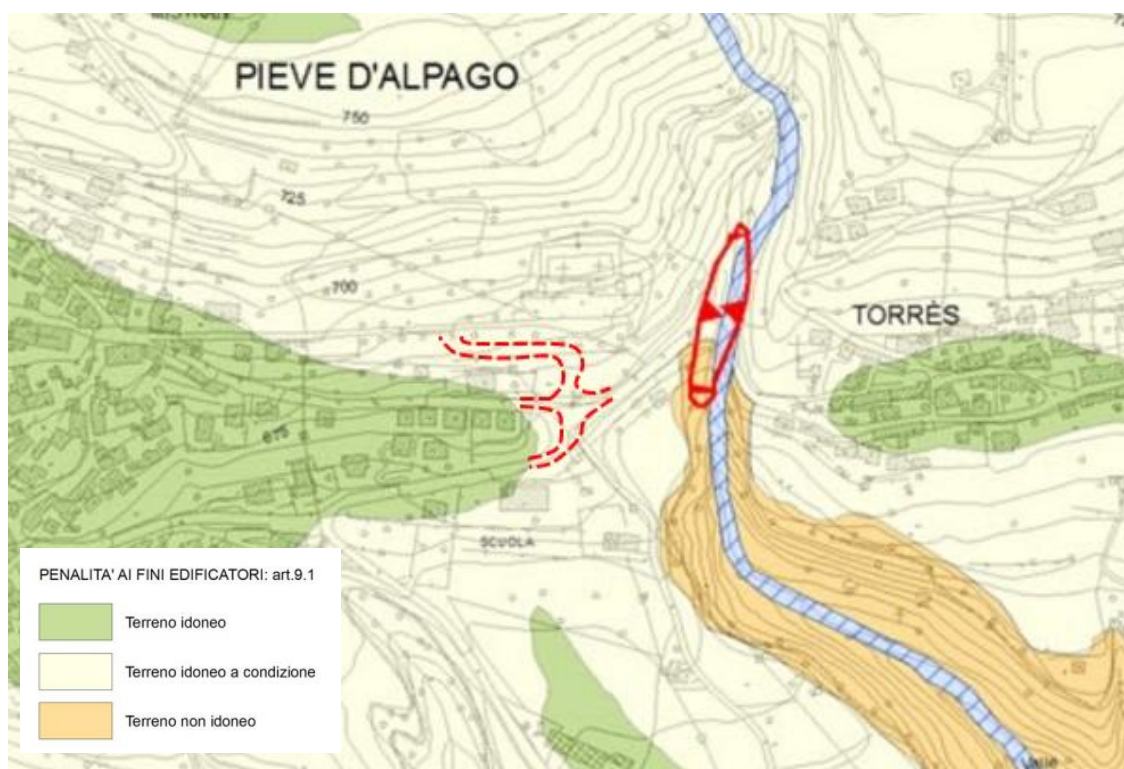 PIEVE D'ALPAGO
750
725
700
TORRÈS
675
SCUOLA
PENALITA' AI FINI EDIFICATORI: art.9.1
Terreno idoneo
Terreno idoneo a condizione
Terreno non idoneo